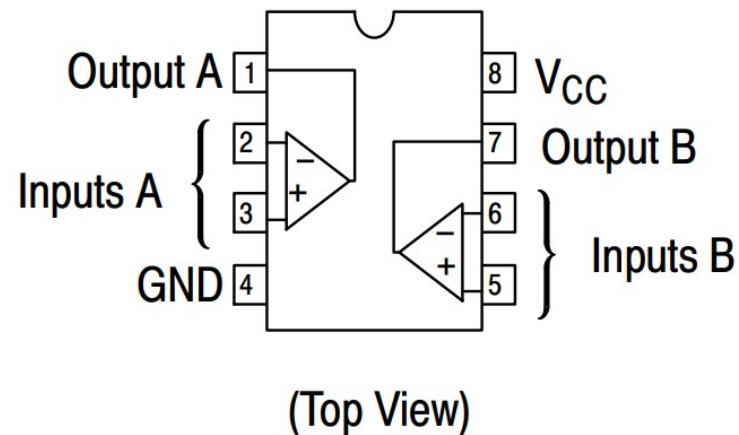 Output A 1
2
Inputs A
3
GND 4
8 VCC
7 Output B
6
Inputs B
5
−
+
−
+
(Top View)